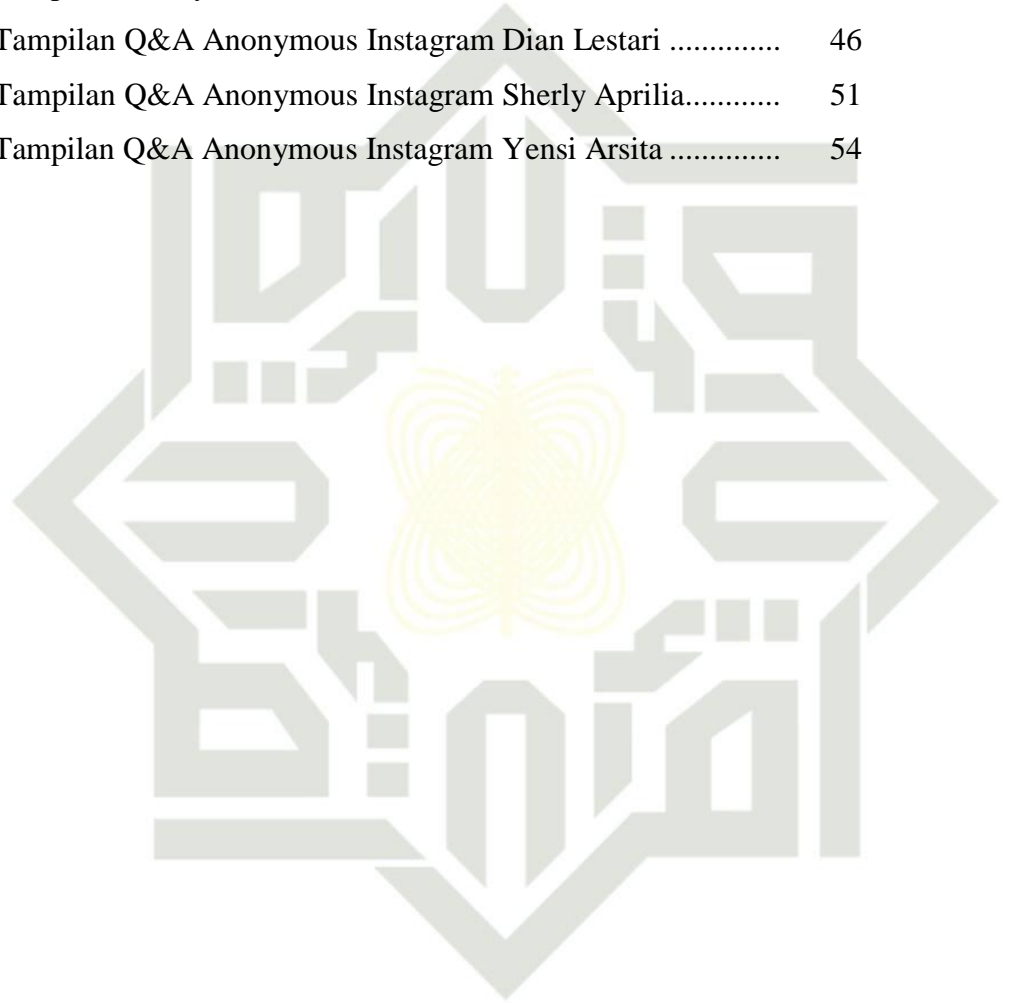 Tampilan Q&A Anonymous Instagram Dian Lestari .............. 46
Tampilan Q&A Anonymous Instagram Sherly Aprilia............ 51
Tampilan Q&A Anonymous Instagram Yensi Arsita .............. 54